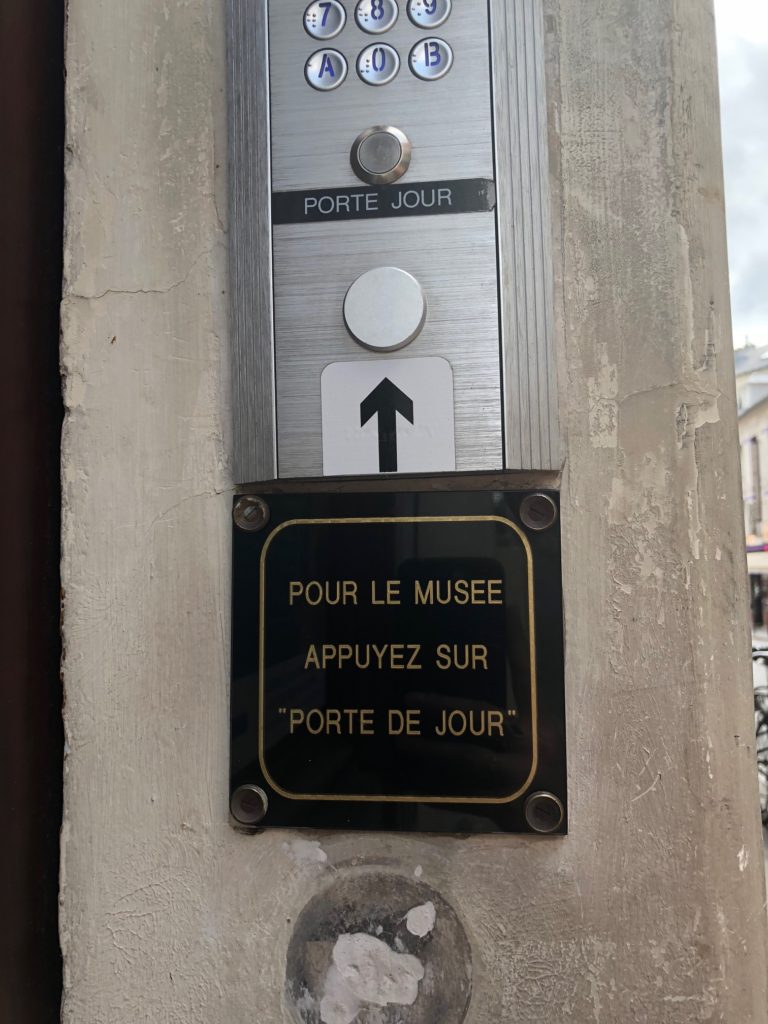 7 8 9
A 0 B
PORTE JOUR
POUR LE MUSEE
APPUYEZ SUR
"PORTE DE JOUR"